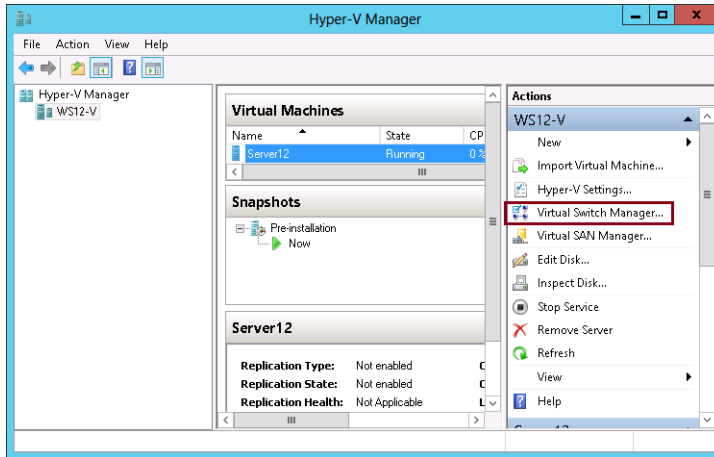 Hyper-V Manager
File Action View Help
Hyper-V Manager
WS12-V
Virtual Machines
Name State CP
Server12 Running 0 %
Snapshots
Pre-installation
Now
Server12
Replication Type: Not enabled
Replication State: Not enabled
Replication Health: Not Applicable
Actions
WS12-V
New
Import Virtual Machine...
Hyper-V Settings...
Virtual Switch Manager...
Virtual SAN Manager...
Edit Disk...
Inspect Disk...
Stop Service
Remove Server
Refresh
View
Help